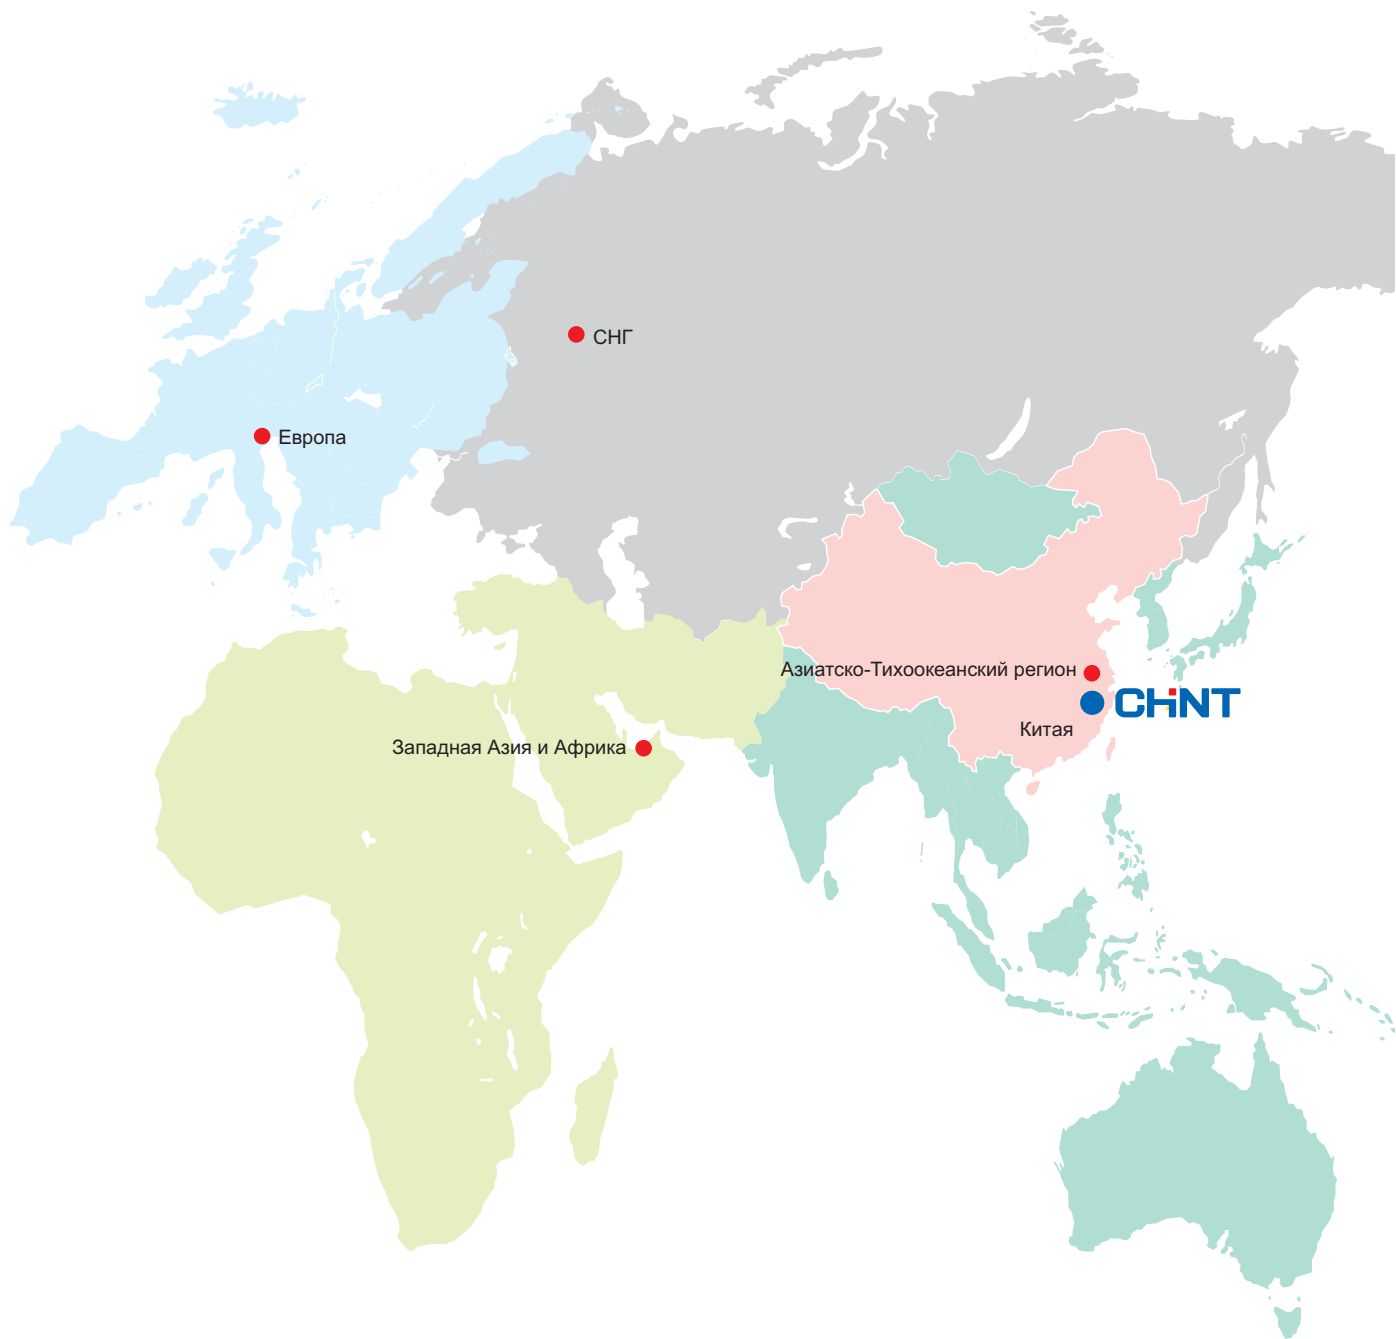 СНГ
Европа
Азиатско-Тихоокеанский регион
CHNT
Китая
Западная Азия и Африка